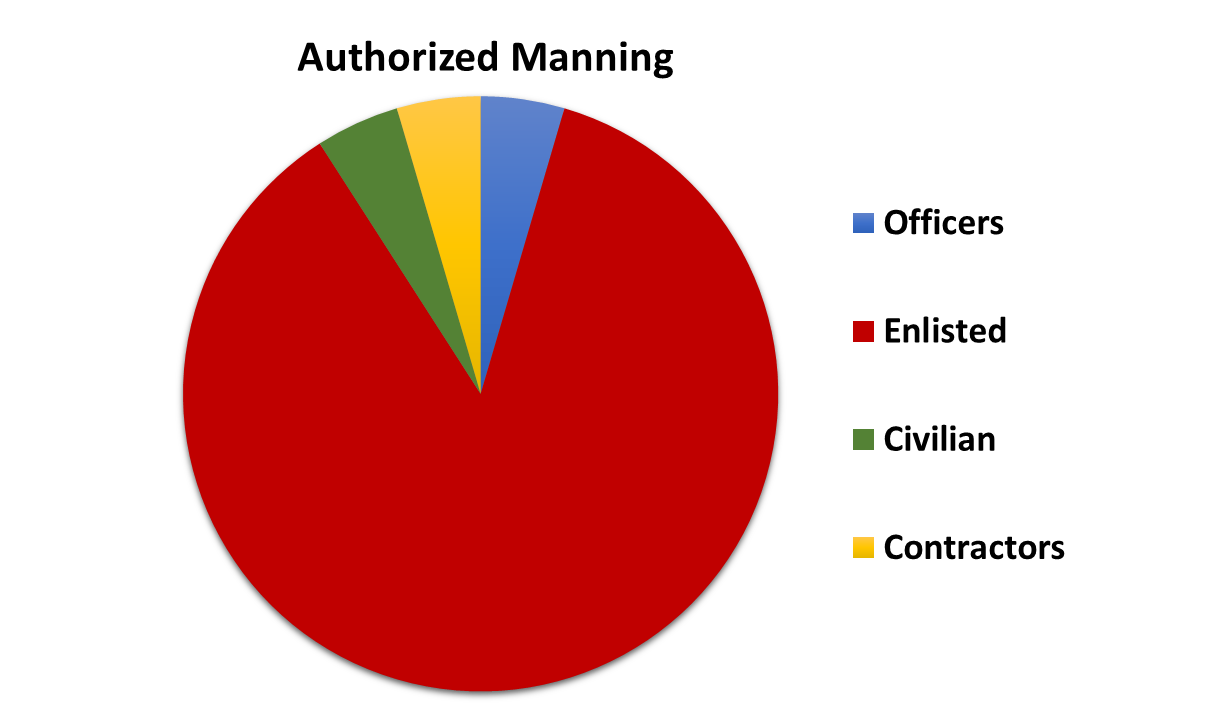 Authorized Manning
Officers
Enlisted
Civilian
Contractors